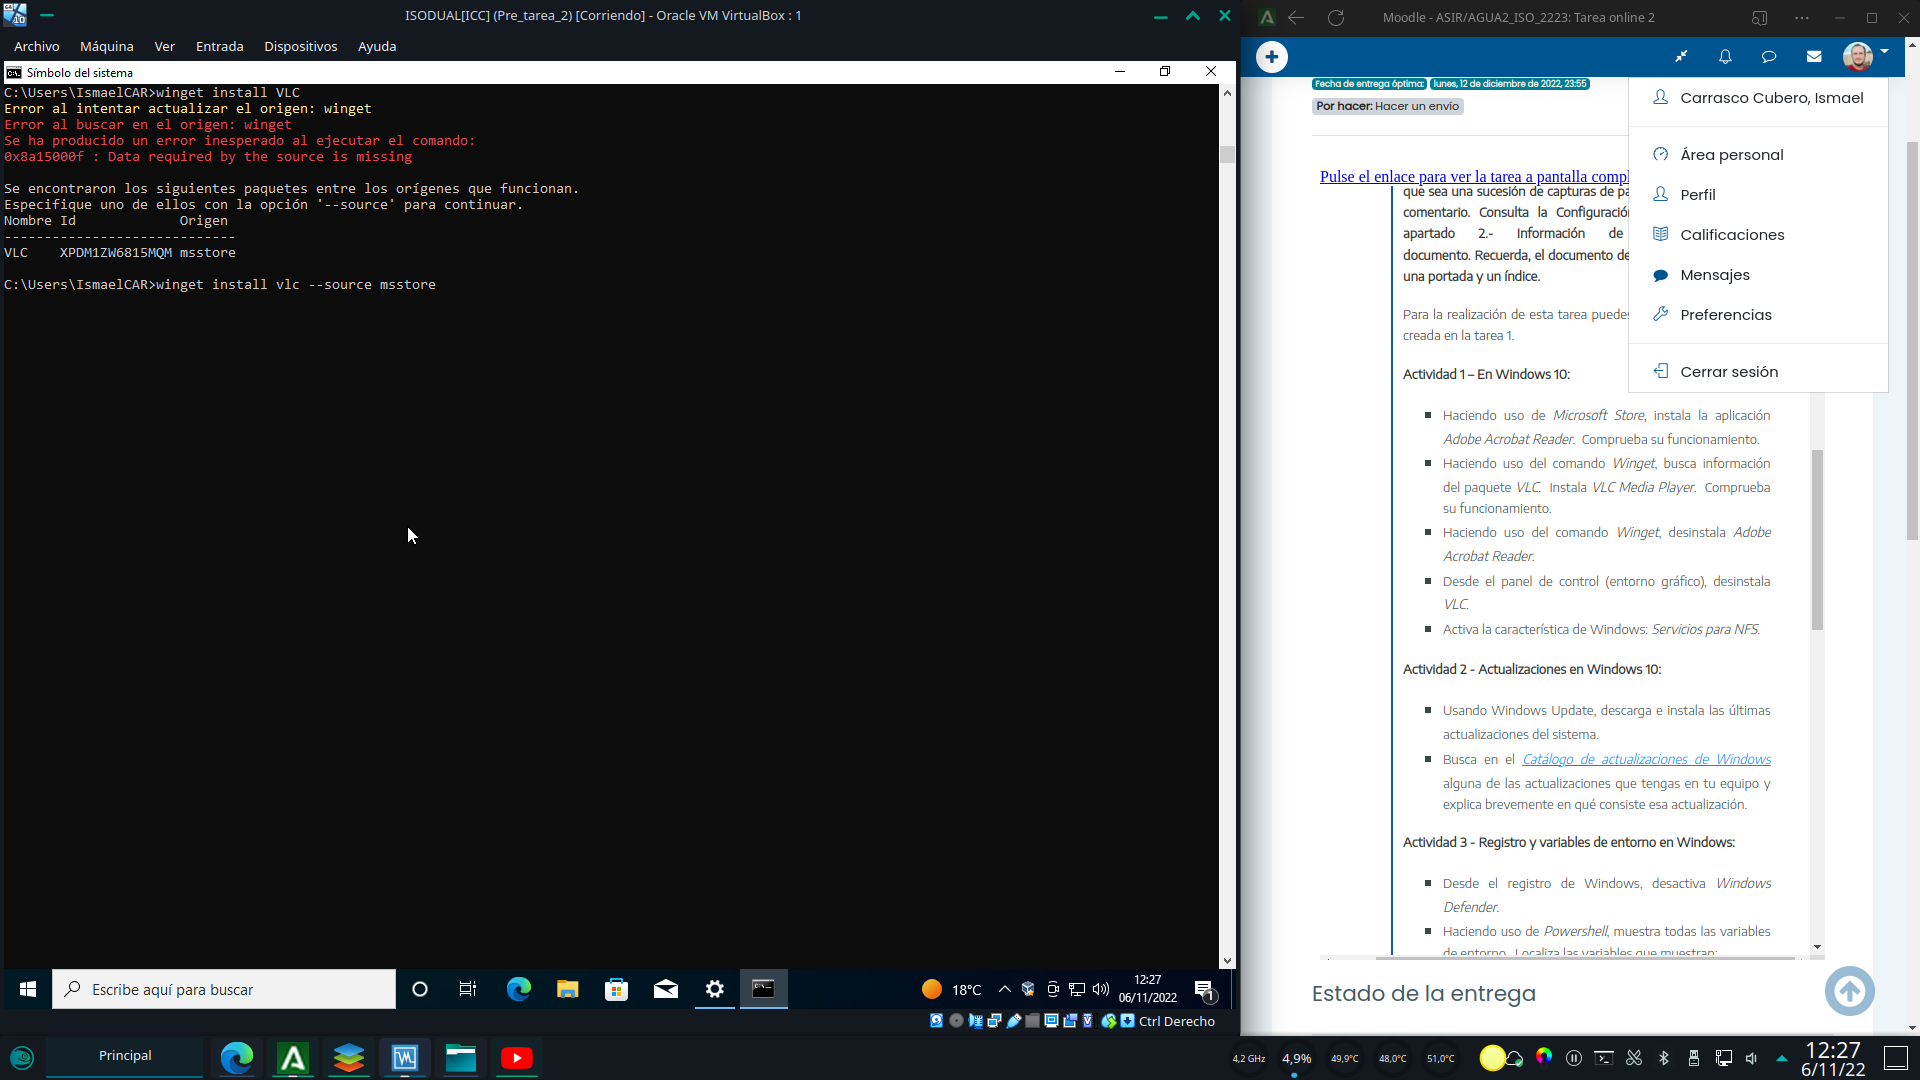 ISODUAL[ICC] (Pre_tarea_2) [Corriendo] - Oracle VM VirtualBox : 1
Archivo Máquina Ver Entrada Dispositivos Ayuda
Símbolo del sistema
C:\Users\IsmaelCAR>winget install VLC
Error al intentar actualizar el origen: winget
Error al buscar en el origen: winget
Se ha producido un error inesperado al ejecutar el comando:
0x8a15000f : Data required by the source is missing
Se encontraron los siguientes paquetes entre los orígenes que funcionan.
Especifique uno de ellos con la opción '--source' para continuar.
Nombre Id Origen
-----------------------------
VLC XPDM1ZW6815MQM msstore
C:\Users\IsmaelCAR>winget install vlc --source msstore
Escribe aquí para buscar
18°C
12:27
06/11/2022
1
Ctrl Derecho
Moodle - ASIR/AGUA2_ISO_2223: Tarea online 2
Fecha de entrega óptima: lunes, 12 de diciembre de 2022, 23:55
Por hacer: Hacer un envío
Pulse el enlace para ver la tarea a pantalla compl
que sea una sucesión de capturas de pa
comentario. Consulta la Configuració
apartado 2.- Información de
documento. Recuerda, el documento de
una portada y un índice.
Para la realización de esta tarea puedes
creada en la tarea 1.
Carrasco Cubero, Ismael
Área personal
Perfil
Calificaciones
Mensajes
Preferencias
Cerrar sesión
Actividad 1 – En Windows 10:
Haciendo uso de Microsoft Store, instala la aplicación
Adobe Acrobat Reader. Comprueba su funcionamiento.
Haciendo uso del comando Winget, busca información
del paquete VLC. Instala VLC Media Player. Comprueba
su funcionamiento.
Haciendo uso del comando Winget, desinstala Adobe
Acrobat Reader.
Desde el panel de control (entorno gráfico), desinstala
VLC.
Activa la característica de Windows: Servicios para NFS.
Actividad 2 - Actualizaciones en Windows 10:
Usando Windows Update, descarga e instala las últimas
actualizaciones del sistema.
Busca en el Catálogo de actualizaciones de Windows
alguna de las actualizaciones que tengas en tu equipo y
explica brevemente en qué consiste esa actualización.
Actividad 3 - Registro y variables de entorno en Windows:
Desde el registro de Windows, desactiva Windows
Defender.
Haciendo uso de Powershell, muestra todas las variables
de entorno. Localiza las variables que muestran:
Estado de la entrega
Principal
4,2 GHz 4,9% 49,9°C 48,0°C 51,0°C
12:27
6/11/22